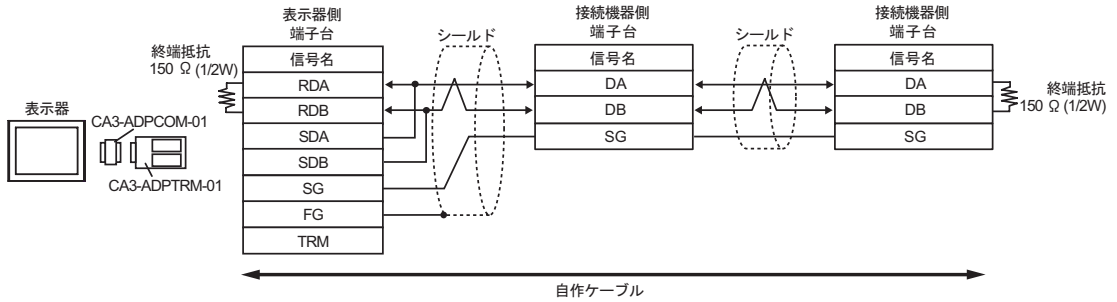 表示器
CA3-ADPCOM-01
CA3-ADPTRM-01
終端抵抗
150 Ω (1/2W)
表示器側
端子台
信号名
RDA
RDB
SDA
SDB
SG
FG
TRM
シールド
接続機器側
端子台
信号名
DA
DB
SG
シールド
接続機器側
端子台
信号名
DA
DB
SG
終端抵抗
150 Ω (1/2W)
自作ケーブル